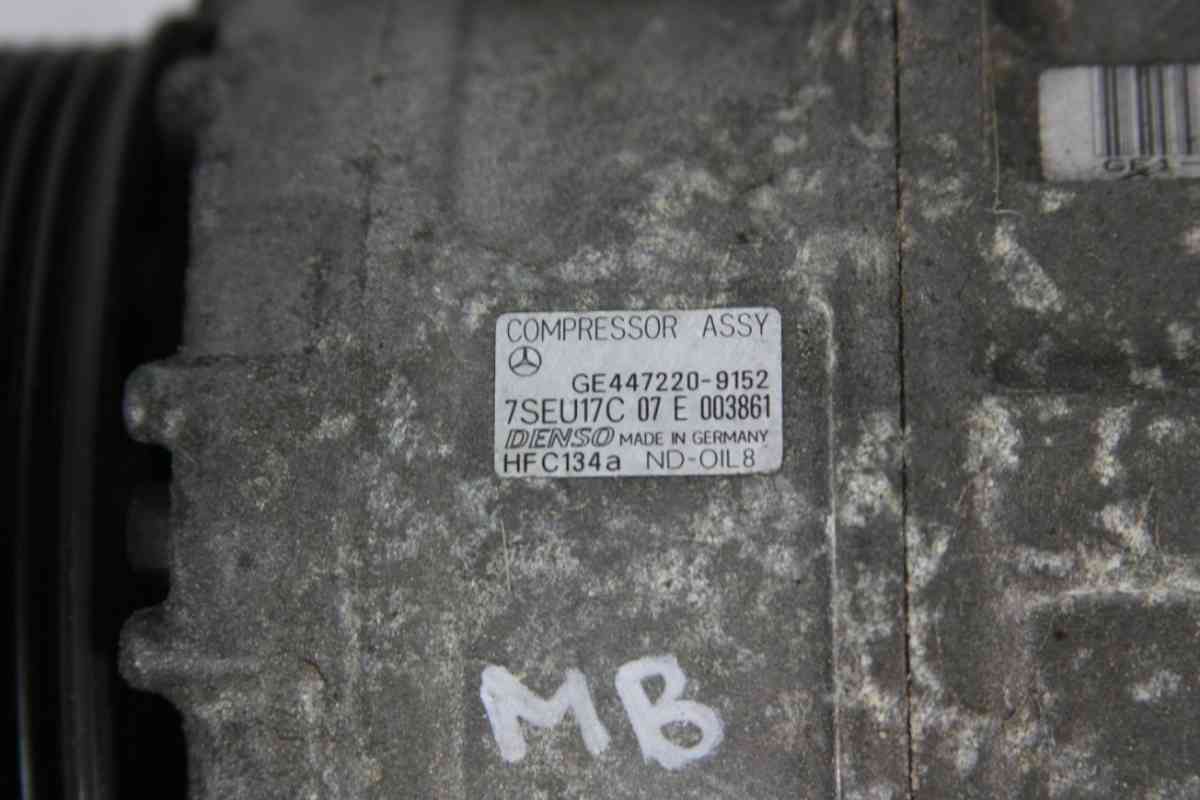 COMPRESSOR ASSY
GE447220-9152
7SEU17C 07 E 003861
DENSO MADE IN GERMANY
HFC134a ND-OIL8
MB